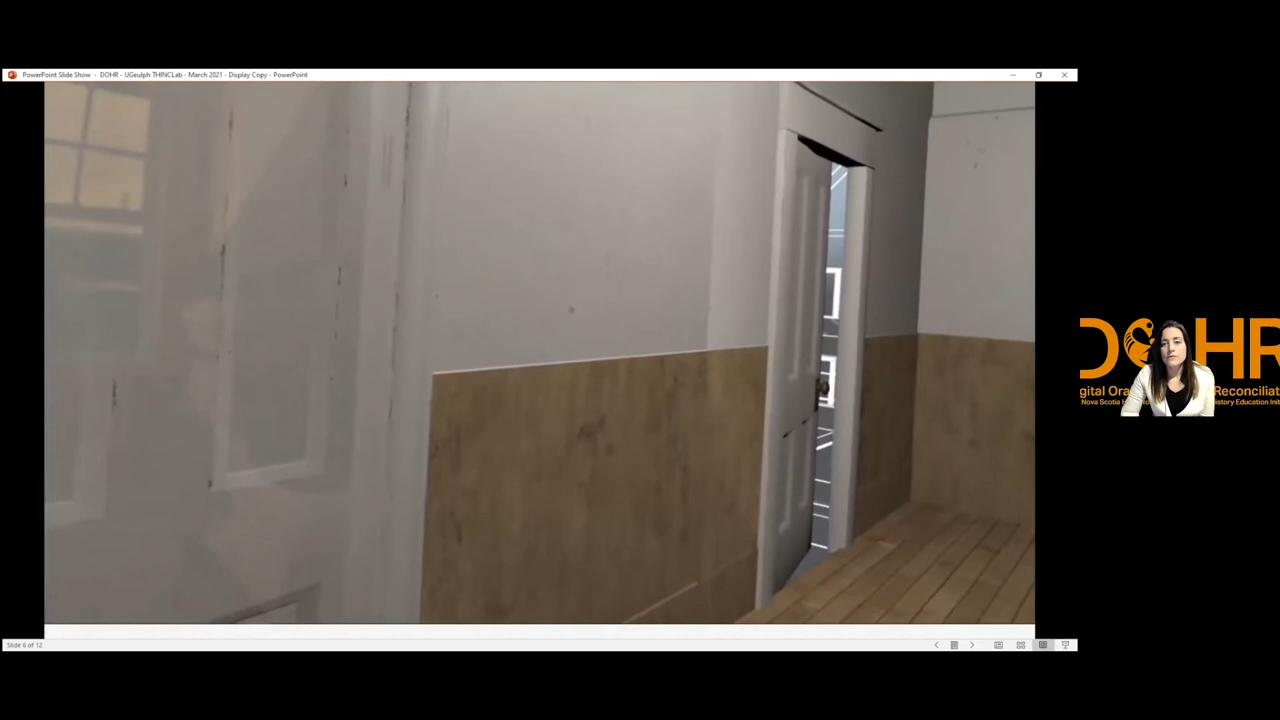 PowerPoint Slide Show - DOHR - UGeulph THINCLab - March 2021 - Display Copy - PowerPoint
DOHR
gital Ora Reconciliat
Nova Scotia H istory Education Init
Slide 6 of 12